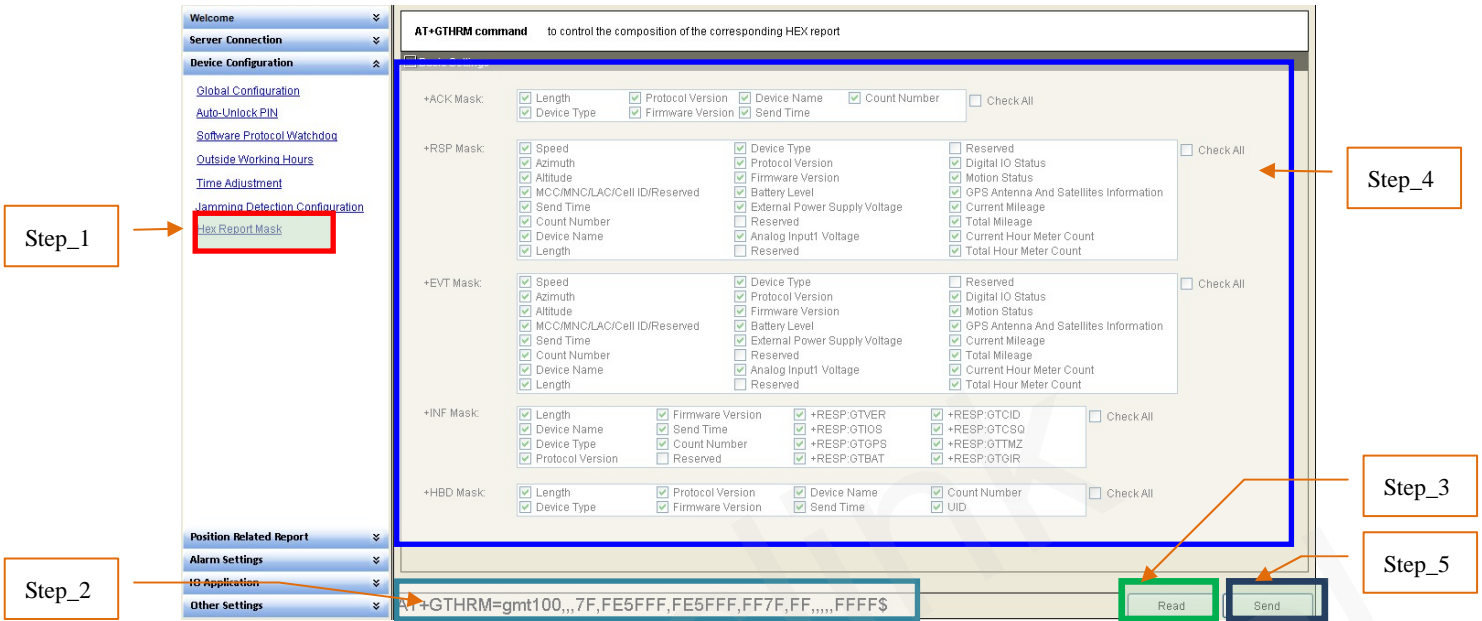 Welcome
Server Connection
Device Configuration
Global Configuration
Auto-Unlock PIN
Software Protocol Watchdog
Outside Working Hours
Time Adjustment
Jamming Detection Configuration
Hex Report Mask
Position Related Report
Alarm Settings
IO Application
Other Settings
Step_1
Step_2
AT+GTHRM command to control the composition of the corresponding HEX report
Basic Settings
+ACK Mask:
Length Protocol Version Device Name Count Number Check All
Device Type Firmware Version Send Time
+RSP Mask:
Speed Device Type Reserved Check All
Azimuth Protocol Version Digital IO Status
Altitude Firmware Version Motion Status
MCC/MNC/LAC/Cell ID/Reserved Battery Level GPS Antenna And Satellites Information
Send Time External Power Supply Voltage Current Mileage
Count Number Reserved Total Mileage
Device Name Analog Input1 Voltage Current Hour Meter Count
Length Reserved Total Hour Meter Count
+EVT Mask:
Speed Device Type Reserved Check All
Azimuth Protocol Version Digital IO Status
Altitude Firmware Version Motion Status
MCC/MNC/LAC/Cell ID/Reserved Battery Level GPS Antenna And Satellites Information
Send Time External Power Supply Voltage Current Mileage
Count Number Reserved Total Mileage
Device Name Analog Input1 Voltage Current Hour Meter Count
Length Reserved Total Hour Meter Count
+INF Mask:
Length Firmware Version +RESP:GTVER +RESP:GTCID Check All
Device Name Send Time +RESP:GTIOS +RESP:GTCSQ
Device Type Count Number +RESP:GTGPS +RESP:GTTMZ
Protocol Version Reserved +RESP:GTBAT +RESP:GTGIR
+HBD Mask:
Length Protocol Version Device Name Count Number Check All
Device Type Firmware Version Send Time UID
AT+GTHRM=gmt100,,,7F,FE5FFF,FE5FFF,FF7F,FF,,,,,FFFF$
Read
Send
Step_4
Step_3
Step_5